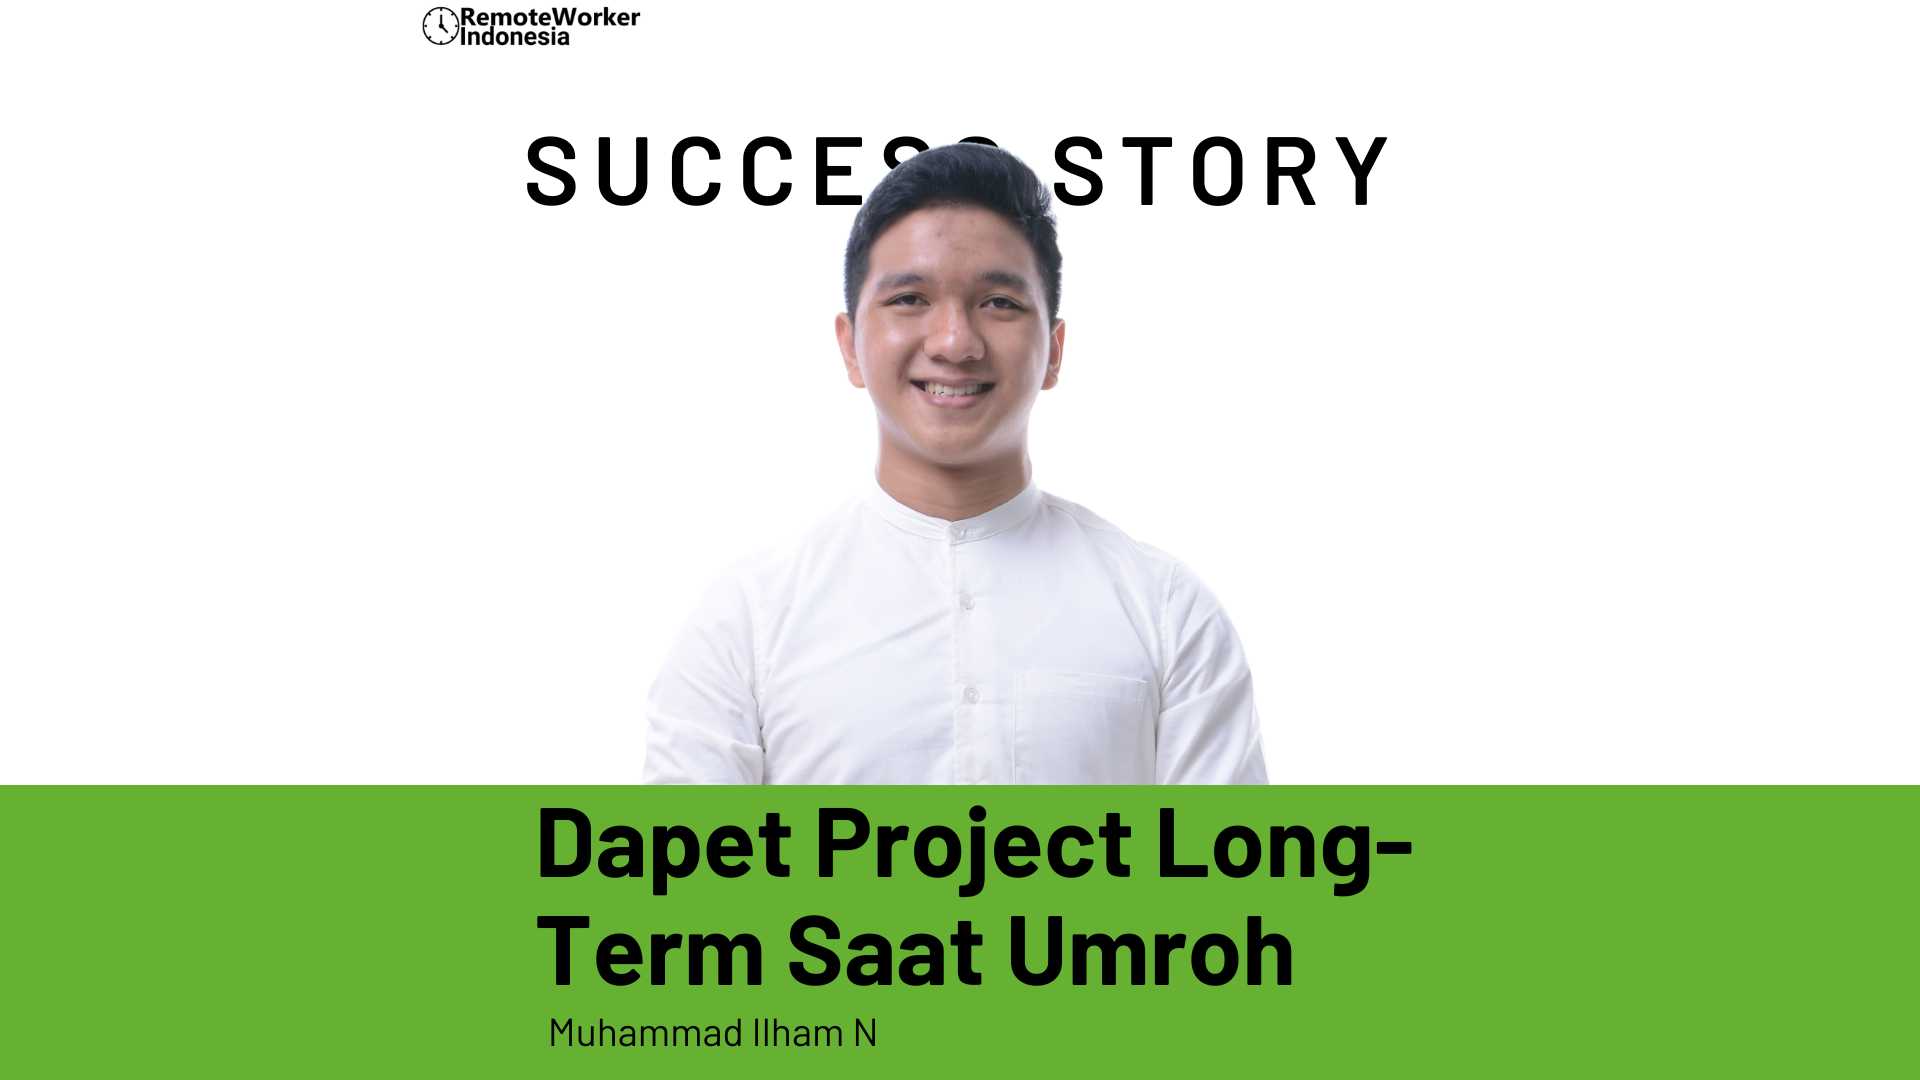 RemoteWorker
Indonesia
SUCCESS STORY
Dapet Project Long-
Term Saat Umroh
Muhammad Ilham N